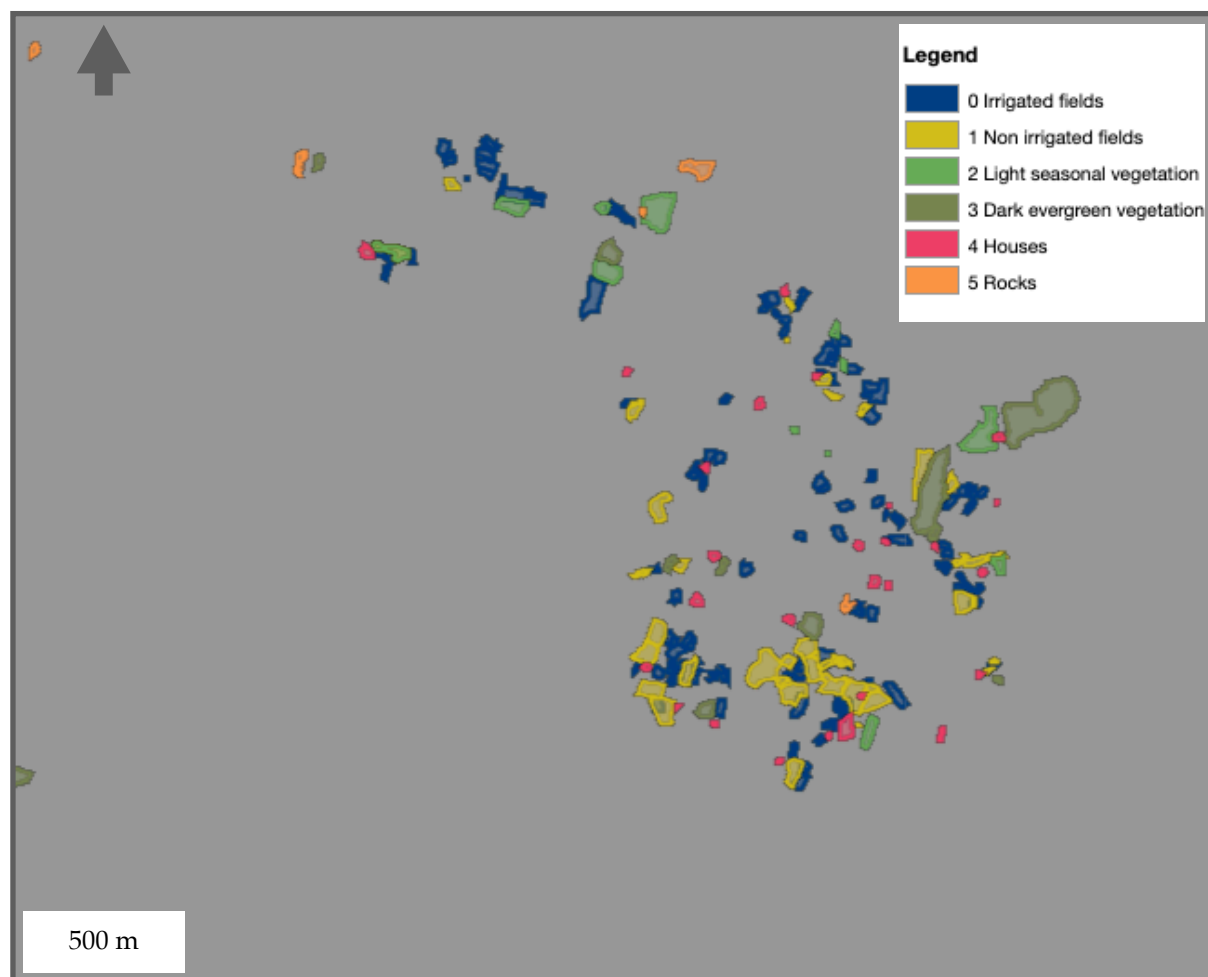 Legend
0 Irrigated fields
1 Non irrigated fields
2 Light seasonal vegetation
3 Dark evergreen vegetation
4 Houses
5 Rocks
500 m